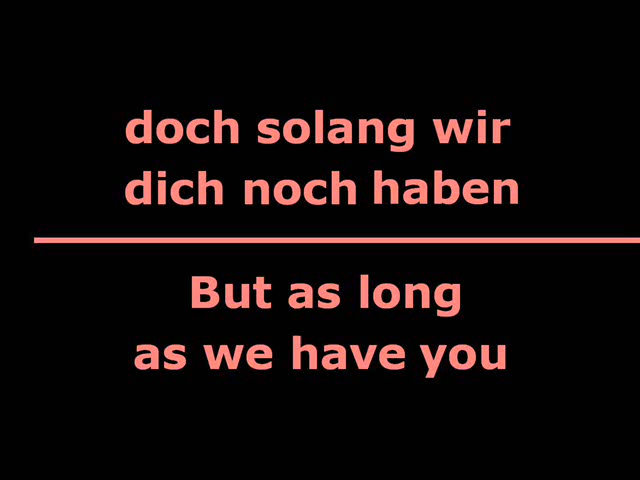 doch solang wir
dich noch haben
But as long
as we have you